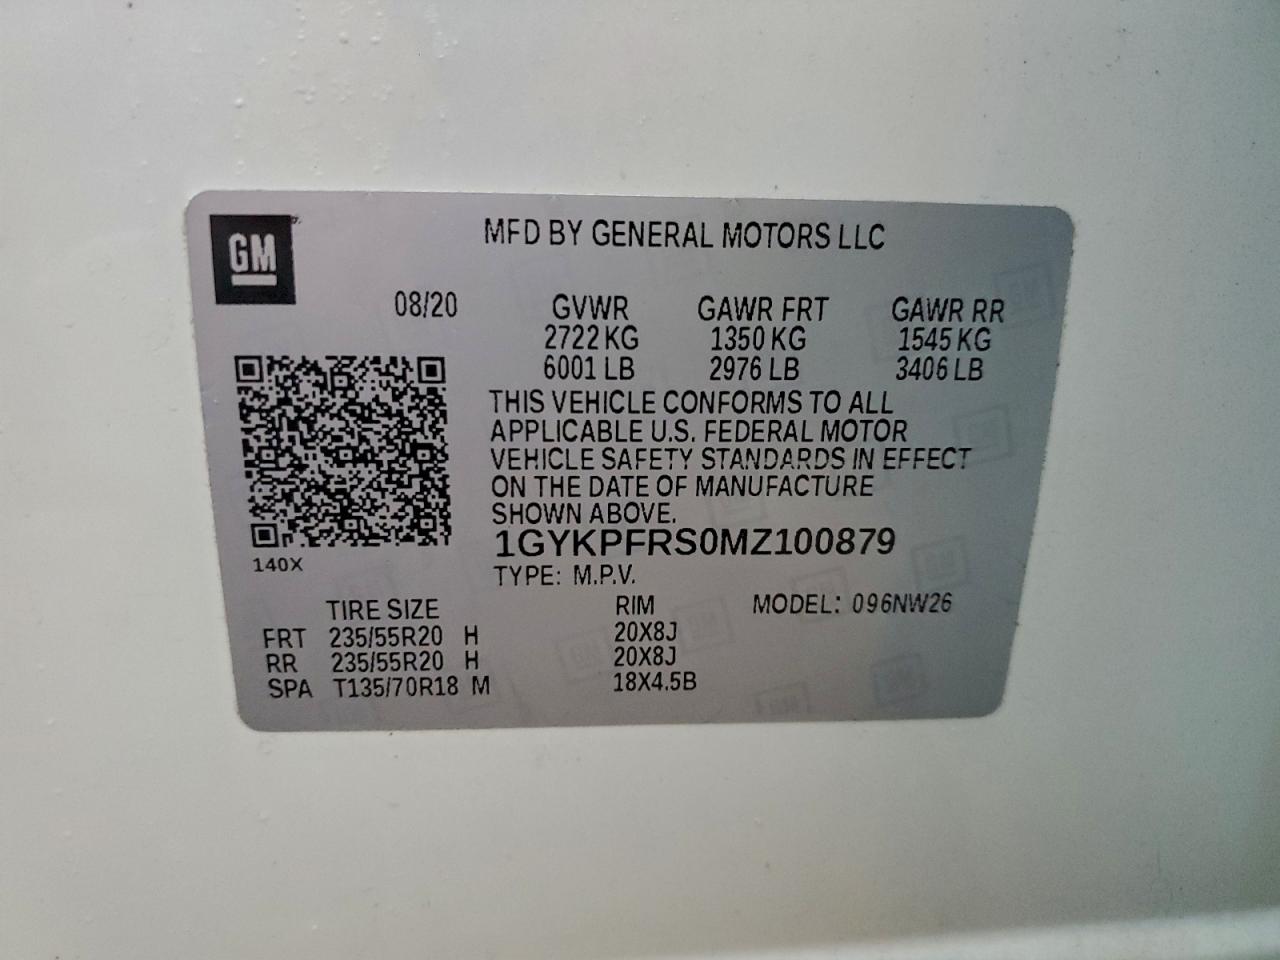 GM
MFD BY GENERAL MOTORS LLC
08/20 GVWR GAWR FRT GAWR RR
2722 KG 1350 KG 1545 KG
6001 LB 2976 LB 3406 LB
THIS VEHICLE CONFORMS TO ALL
APPLICABLE U.S. FEDERAL MOTOR
VEHICLE SAFETY STANDARDS IN EFFECT
ON THE DATE OF MANUFACTURE
SHOWN ABOVE.
1GYKPFRS0MZ100879
140X
TYPE: M.P.V.
TIRE SIZE RIM MODEL: 096NW26
FRT 235/55R20 H 20X8J
RR 235/55R20 H 20X8J
SPA T135/70R18 M 18X4.5B